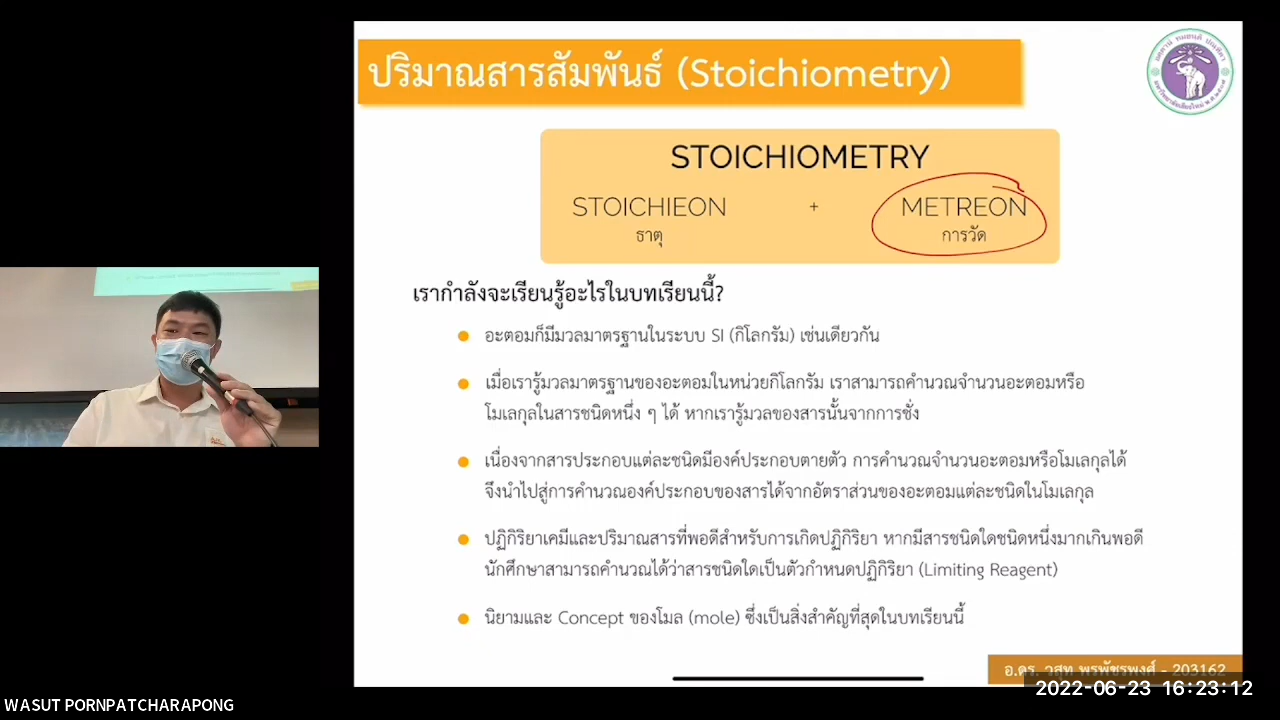 ปริมาณสารสัมพันธ์ (Stoichiometry)
STOICHIOMETRY
STOICHIEON + METREON
ธาตุ การวัด
เรากำลังจะเรียนรู้อะไรในบทเรียนนี้?
อะตอมก็มีมวลมาตรฐานในระบบ SI (กิโลกรัม) เช่นเดียวกัน
เมื่อเรารู้มวลมาตรฐานของอะตอมในหน่วยกิโลกรัม เราสามารถคำนวณจำนวนอะตอมหรือ
โมเลกุลในสารชนิดหนึ่ง ๆ ได้ หากเรารู้มวลของสารนั้นจากการชั่ง
เนื่องจากสารประกอบแต่ละชนิดมีองค์ประกอบตายตัว การคำนวณจำนวนอะตอมหรือโมเลกุลได้
จึงนำไปสู่การคำนวณองค์ประกอบของสารได้จากอัตราส่วนของอะตอมแต่ละชนิดในโมเลกุล
ปฏิกิริยาเคมีและปริมาณสารที่พอดีสำหรับการเกิดปฏิกิริยา หากมีสารชนิดใดชนิดหนึ่งมากเกินพอดี
นักศึกษาสามารถคำนวณได้ว่าสารชนิดใดเป็นตัวกำหนดปฏิกิริยา (Limiting Reagent)
นิยามและ Concept ของโมล (mole) ซึ่งเป็นสิ่งสำคัญที่สุดในบทเรียนนี้
อ.ดร. วสุท พรพัชรพงศ์ - 203162
2022-06-23 16:23:12
WASUT PORNPATCHARAPONG